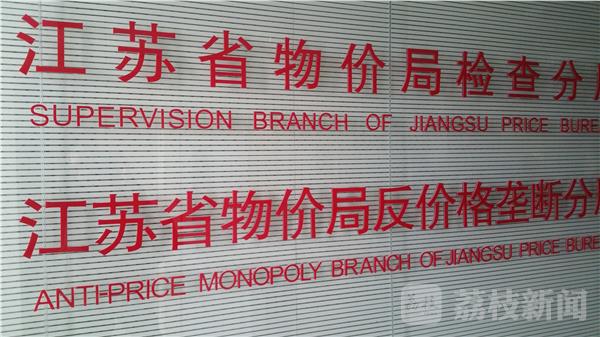 江苏省物价局检查分局
SUPERVISION BRANCH OF JIANGSU PRICE BURE
江苏省物价局反价格垄断分局
ANTI-PRICE MONOPOLY BRANCH OF JIANGSU PRICE BURE
荔枝新闻